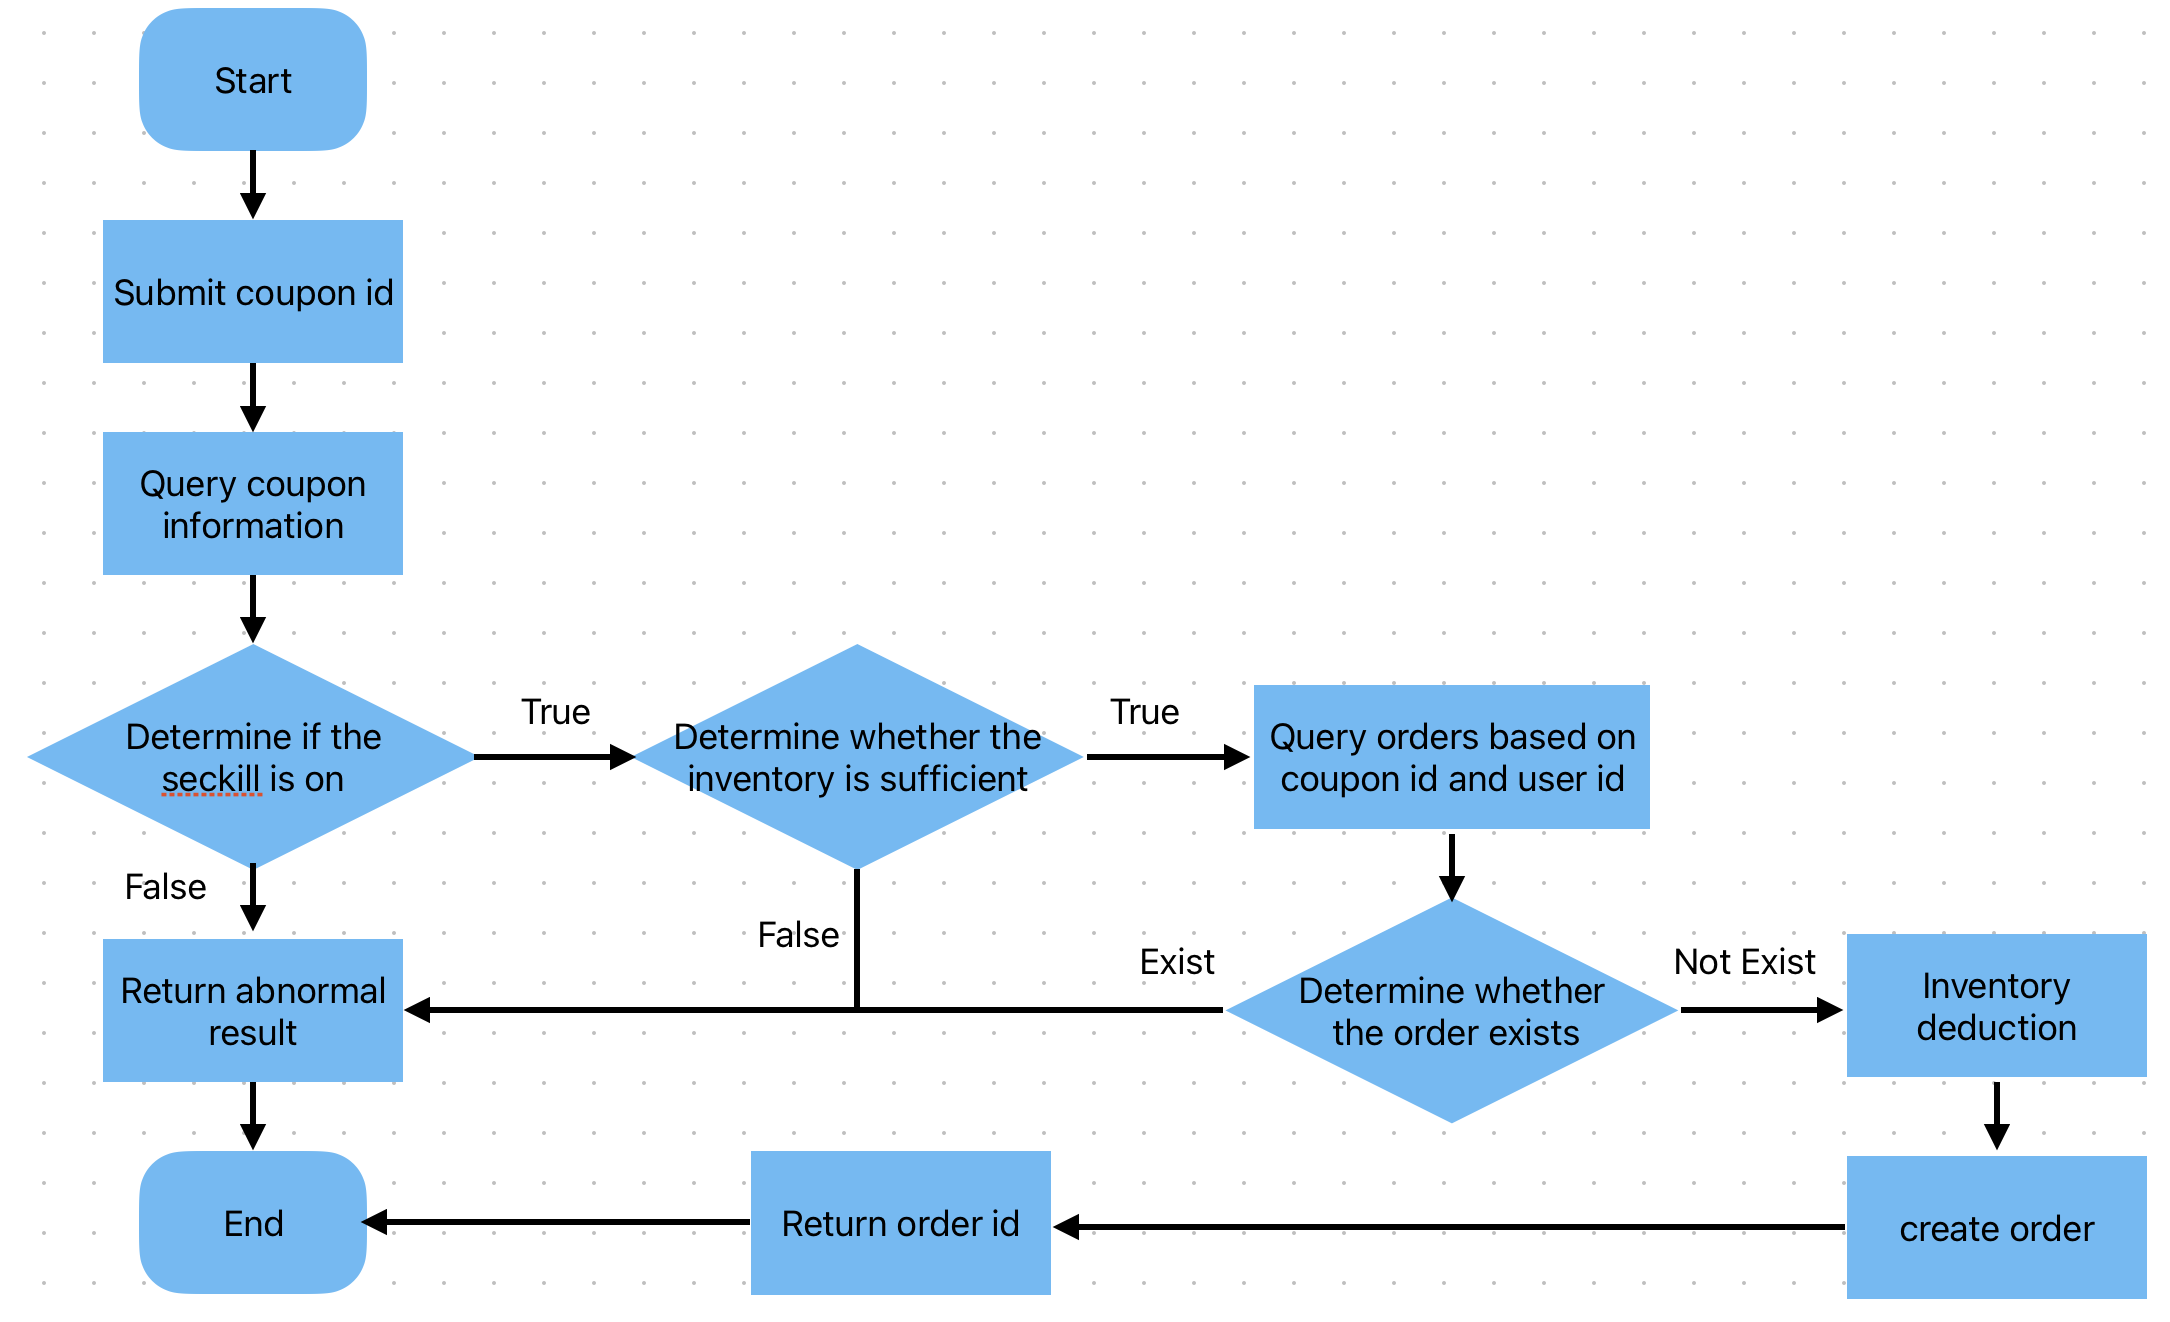 Start
Submit coupon id
Query coupon
information
Determine if the
seckill is on
True
Determine whether the
inventory is sufficient
True
Query orders based on
coupon id and user id
False
False
Exist
Determine whether
the order exists
Not Exist
Inventory
deduction
Return abnormal
result
End
Return order id
create order